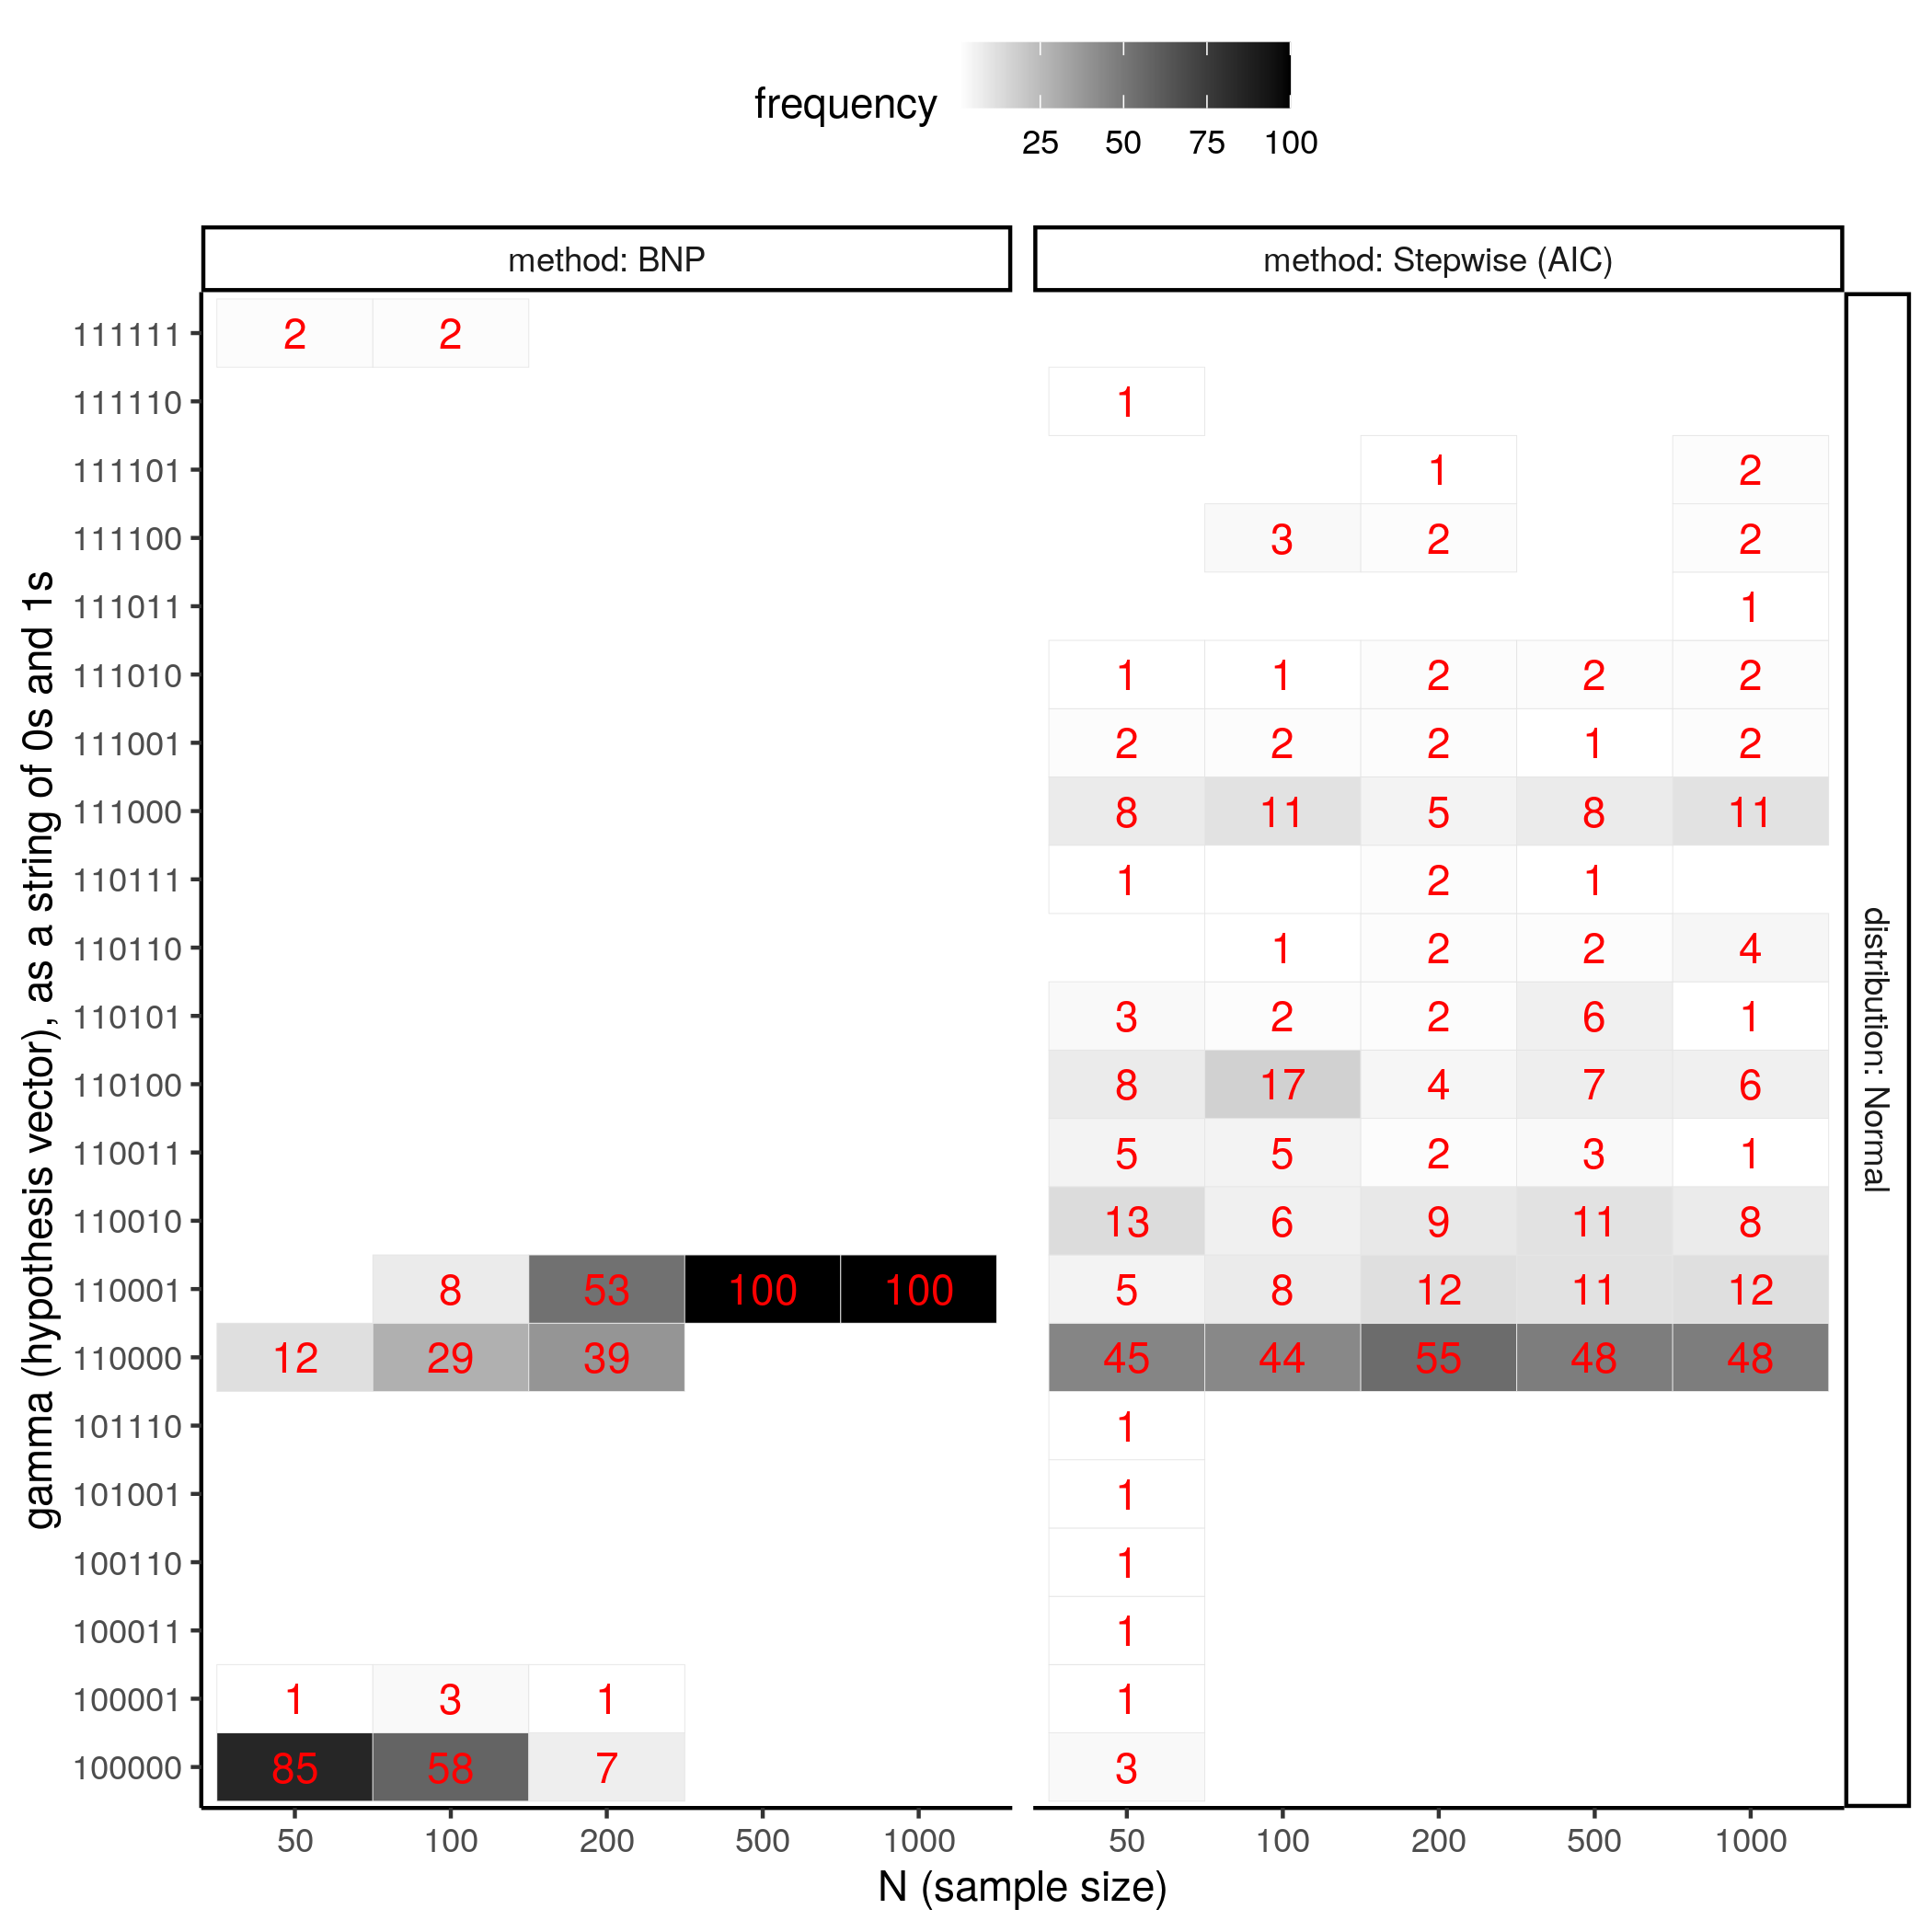 frequency
25 50 75 100
method: BNP
method: Stepwise (AIC)
111111 2 2
111110 1
111101 1 2
111100 3 2 2
111011 1
111010 1 1 2 2 2
111001 2 2 2 1 2
111000 8 11 5 8 11
110111 1 2 1
110110 1 2 2 4
110101 3 2 2 6 1
110100 8 17 4 7 6
110011 5 5 2 3 1
110010 13 6 9 11 8
110001 8 53 100 100 5 8 12 11 12
110000 12 29 39 45 44 55 48 48
101110 1
101001 1
100110 1
100011 1
100001 1 3 1 1
100000 85 58 7 3
50 100 200 500 1000 50 100 200 500 1000
N (sample size)
gamma (hypothesis vector), as a string of 0s and 1s
distribution: Normal